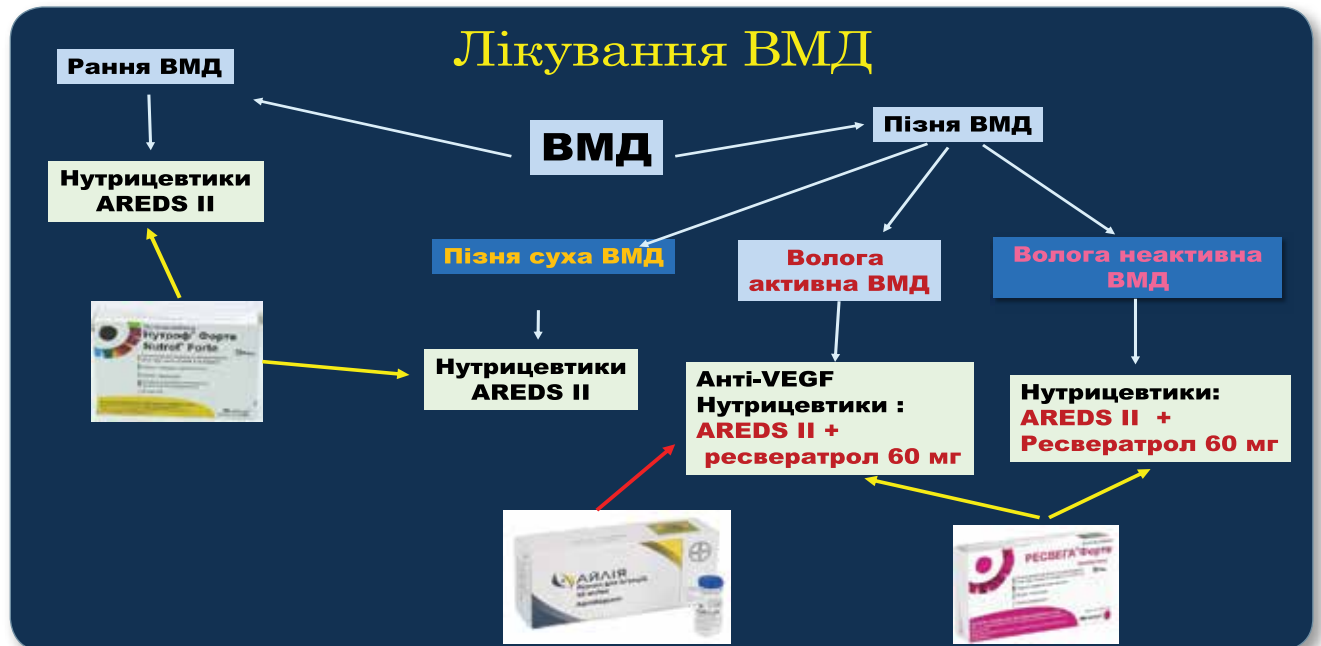 Лікування ВМД
Рання ВМД
ВМД
Пізня ВМД
Нутрицевтики
AREDS II
Пізня суха ВМД
Волога
активна ВМД
Волога неактивна
ВМД
Нутрицевтики
AREDS II
Анті-VEGF
Нутрицевтики :
AREDS II +
ресвератрол 60 мг
Нутрицевтики:
AREDS II +
Ресвератрол 60 мг
Нутроф® Форте
Nutrof® Forte
АЙЛІЯ
РЕСВЕГА® Форте